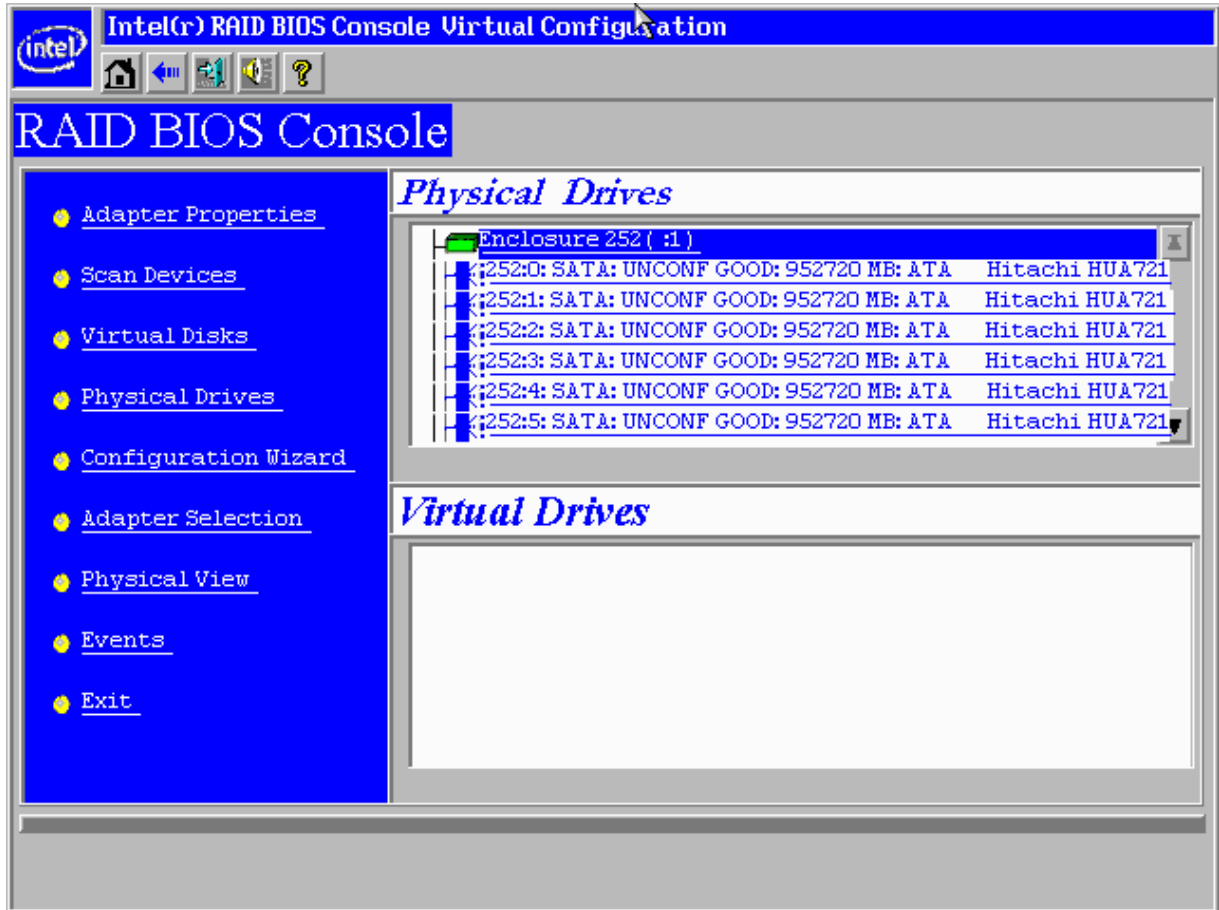 Intel(r) RAID BIOS Console Virtual Configuration
intel
RAID BIOS Console
Adapter Properties
Scan Devices
Virtual Disks
Physical Drives
Configuration Wizard
Adapter Selection
Physical View
Events
Exit
Physical Drives
Enclosure 252 ( :1)
252:0: SATA: UNCONF GOOD: 952720 MB: ATA Hitachi HUA721
252:1: SATA: UNCONF GOOD: 952720 MB: ATA Hitachi HUA721
252:2: SATA: UNCONF GOOD: 952720 MB: ATA Hitachi HUA721
252:3: SATA: UNCONF GOOD: 952720 MB: ATA Hitachi HUA721
252:4: SATA: UNCONF GOOD: 952720 MB: ATA Hitachi HUA721
252:5: SATA: UNCONF GOOD: 952720 MB: ATA Hitachi HUA721
Virtual Drives